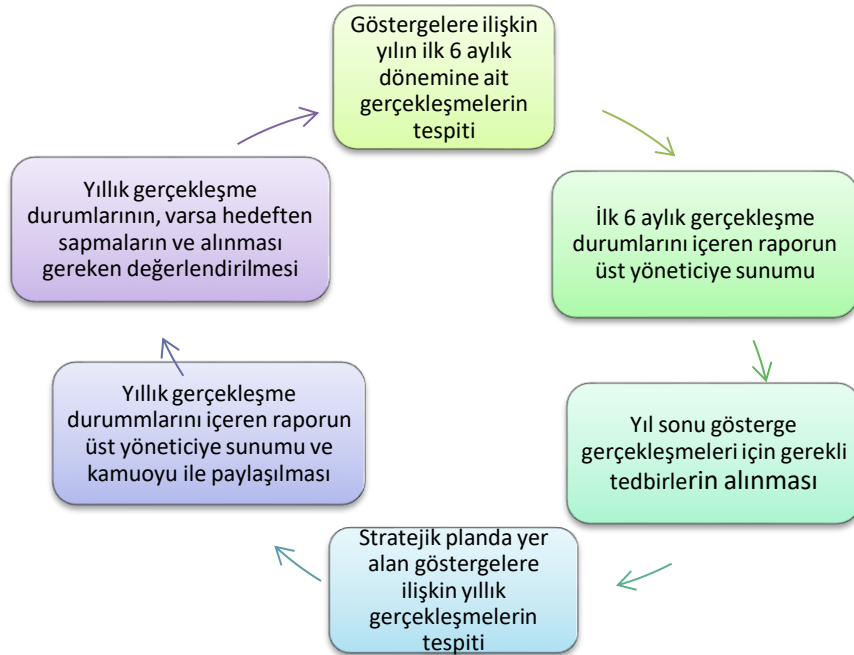 Göstergelere ilişkin
yılın ilk 6 aylık
dönemine ait
gerçekleşmelerin
tespiti
İlk 6 aylık gerçekleşme
durumlarını içeren raporun
üst yöneticiye sunumu
Yıl sonu gösterge
gerçekleşmeleri için gerekli
tedbirlerin alınması
Stratejik planda yer
alan göstergelere
ilişkin yıllık
gerçekleşmelerin
tespiti
Yıllık gerçekleşme
durummlarını içeren raporun
üst yöneticiye sunumu ve
kamuoyu ile paylaşılması
Yıllık gerçekleşme
durumlarının, varsa hedeften
sapmaların ve alınması
gereken değerlendirilmesi